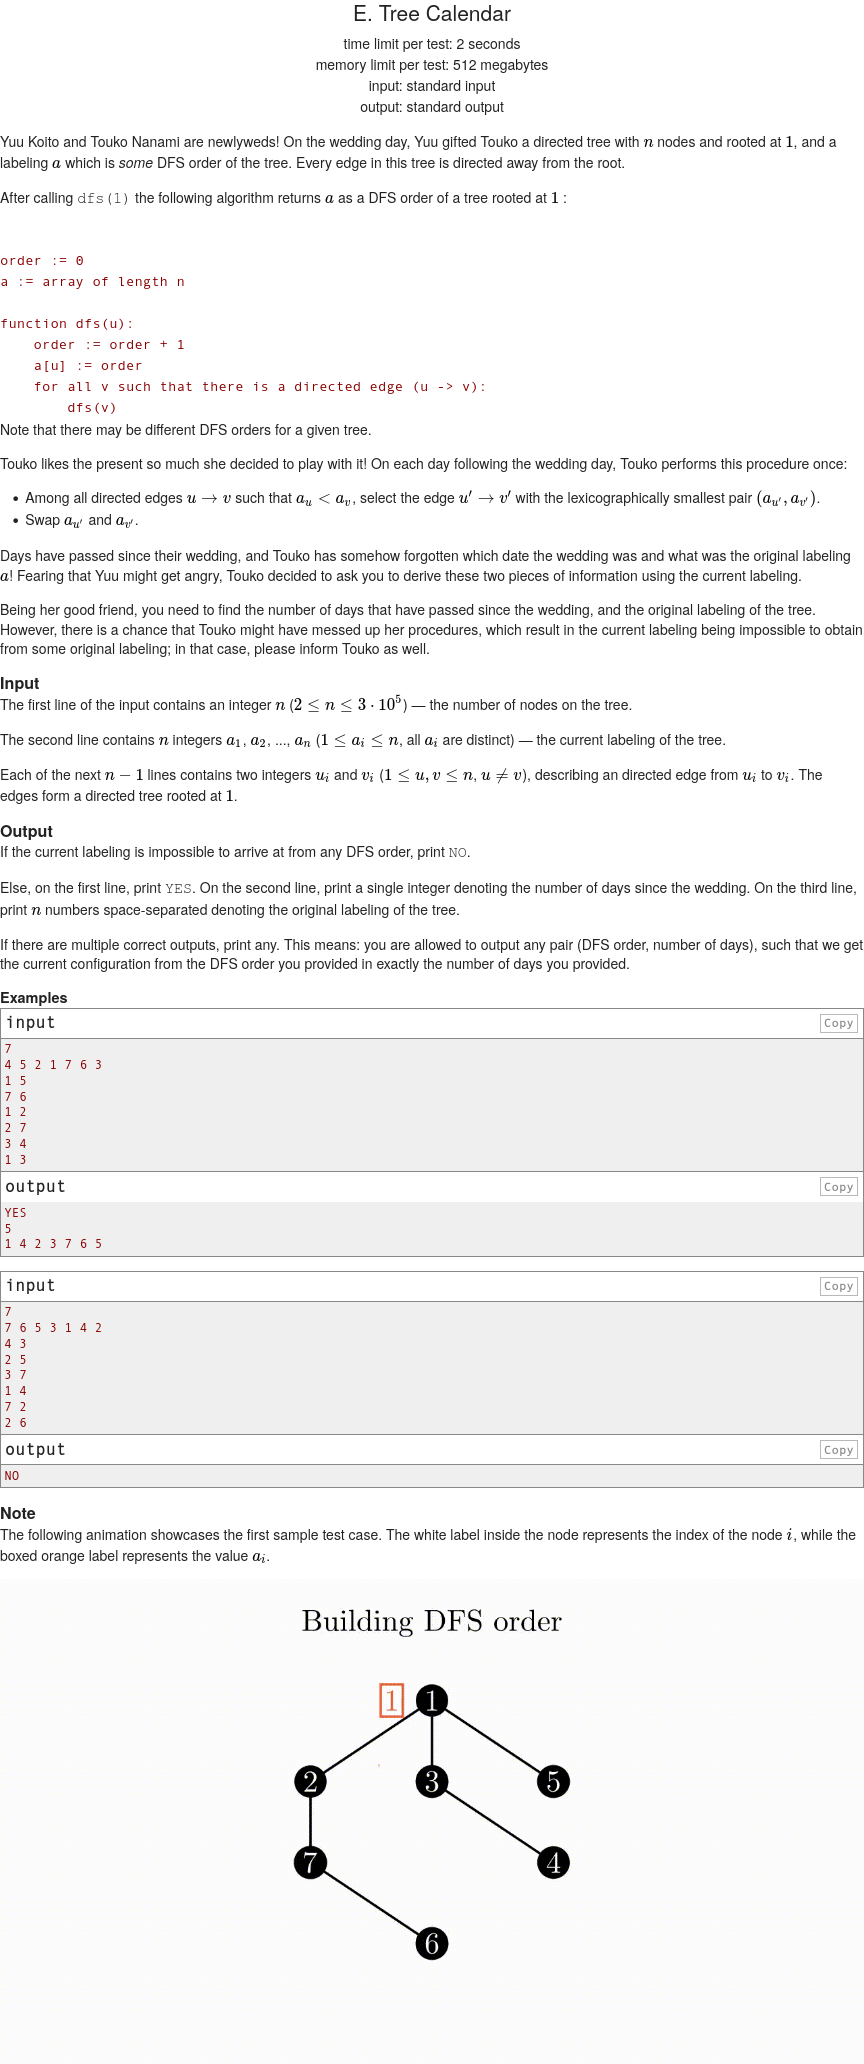 E. Tree Calendar
time limit per test: 2 seconds
memory limit per test: 512 megabytes
input: standard input
output: standard output
Yuu Koito and Touko Nanami are newlyweds! On the wedding day, Yuu gifted Touko a directed tree with n nodes and rooted at 1, and a
labeling a which is some DFS order of the tree. Every edge in this tree is directed away from the root.
After calling dfs(1) the following algorithm returns a as a DFS order of a tree rooted at 1 :
order := 0
a := array of length n
function dfs(u):
order := order + 1
a[u] := order
for all v such that there is a directed edge (u -> v):
dfs(v)
Note that there may be different DFS orders for a given tree.
Touko likes the present so much she decided to play with it! On each day following the wedding day, Touko performs this procedure once:
• Among all directed edges u → v such that a_u < a_v, select the edge u′ → v′ with the lexicographically smallest pair (a_u′, a_v′).
• Swap a_u′ and a_v′.
Days have passed since their wedding, and Touko has somehow forgotten which date the wedding was and what was the original labeling
a! Fearing that Yuu might get angry, Touko decided to ask you to derive these two pieces of information using the current labeling.
Being her good friend, you need to find the number of days that have passed since the wedding, and the original labeling of the tree.
However, there is a chance that Touko might have messed up her procedures, which result in the current labeling being impossible to obtain
from some original labeling; in that case, please inform Touko as well.
Input
The first line of the input contains an integer n (2 ≤ n ≤ 3 · 10^5) — the number of nodes on the tree.
The second line contains n integers a_1, a_2, ..., a_n (1 ≤ a_i ≤ n, all a_i are distinct) — the current labeling of the tree.
Each of the next n − 1 lines contains two integers u_i and v_i (1 ≤ u, v ≤ n, u ≠ v), describing an directed edge from u_i to v_i. The
edges form a directed tree rooted at 1.
Output
If the current labeling is impossible to arrive at from any DFS order, print NO.
Else, on the first line, print YES. On the second line, print a single integer denoting the number of days since the wedding. On the third line,
print n numbers space-separated denoting the original labeling of the tree.
If there are multiple correct outputs, print any. This means: you are allowed to output any pair (DFS order, number of days), such that we get
the current configuration from the DFS order you provided in exactly the number of days you provided.
Examples
input Copy
7
4 5 2 1 7 6 3
1 5
7 6
1 2
2 7
3 4
1 3
output Copy
YES
5
1 4 2 3 7 6 5
input Copy
7
7 6 5 3 1 4 2
4 3
2 5
3 7
1 4
7 2
2 6
output Copy
NO
Note
The following animation showcases the first sample test case. The white label inside the node represents the index of the node i, while the
boxed orange label represents the value a_i.
Building DFS order
1 1
2 3 5
7 4
6